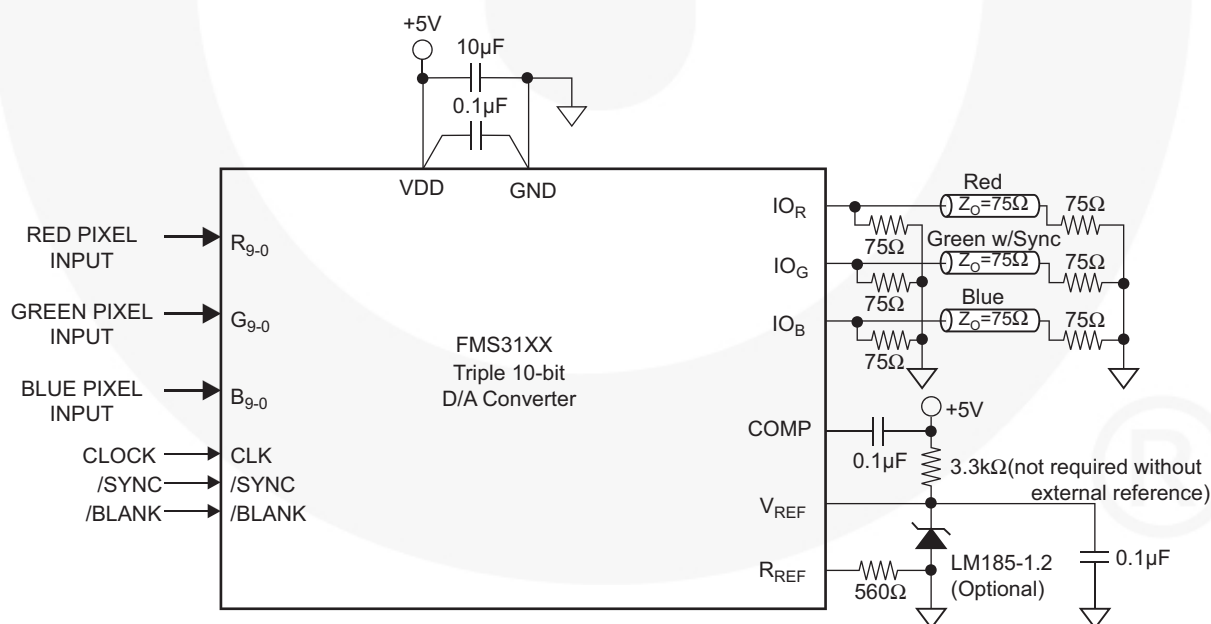 +5V
10µF
0.1µF
VDD
GND
RED PIXEL
INPUT
R9-0
GREEN PIXEL
INPUT
G9-0
BLUE PIXEL
INPUT
B9-0
CLOCK
CLK
/SYNC
/SYNC
/BLANK
/BLANK
FMS31XX
Triple 10-bit
D/A Converter
IOR
Red
ZO=75Ω
75Ω
75Ω
IOG
Green w/Sync
ZO=75Ω
75Ω
75Ω
IOB
Blue
ZO=75Ω
75Ω
75Ω
COMP
0.1µF
+5V
3.3kΩ(not required without
external reference)
VREF
LM185-1.2
(Optional)
0.1µF
RREF
560Ω
R